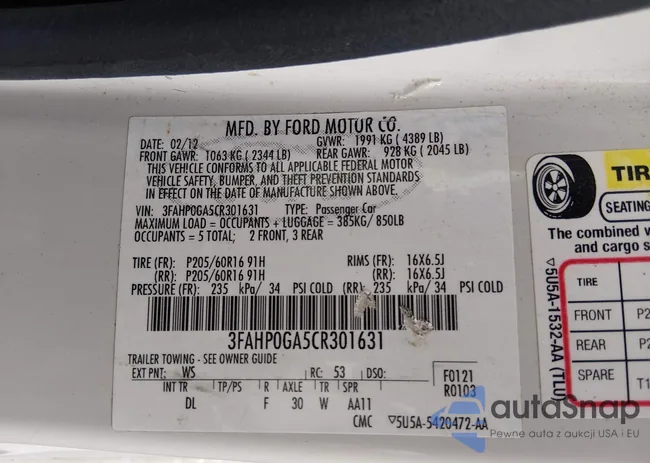 MFD. BY FORD MOTOR CO.
DATE: 02/12 GVWR: 1991 KG ( 4389 LB)
FRONT GAWR: 1063 KG ( 2344 LB) REAR GAWR: 928 KG ( 2045 LB)
THIS VEHICLE CONFORMS TO ALL APPLICABLE FEDERAL MOTOR
VEHICLE SAFETY, BUMPER, AND THEFT PREVENTION STANDARDS
IN EFFECT ON THE DATE OF MANUFACTURE SHOWN ABOVE.
VIN: 3FAHP0GA5CR301631 TYPE: Passenger Car
MAXIMUM LOAD = OCCUPANTS + LUGGAGE = 385KG/ 850LB
OCCUPANTS = 5 TOTAL; 2 FRONT, 3 REAR
TIRE (FR): P205/60R16 91H RIMS (FR): 16X6.5J
(RR): P205/60R16 91H (RR): 16X6.5J
PRESSURE (FR): 235 kPa/ 34 PSI COLD (RR): 235 kPa/ 34 PSI COLD
3FAHP0GA5CR301631
TRAILER TOWING - SEE OWNER GUIDE
EXT PNT: WS RC: 53 DSO:
INT TR TP/PS R AXLE TR SPR
DL F 30 W AA11
F0121
R0103
CMC ▽5U5A-5420472-AA
TIR
SEATING
The combined w
and cargo s
TIRE
FRONT P2
REAR P2
SPARE T1
▽5U5A-1532-AA (TLU)
autoSnap
Pewne auto z aukcji USA i EU